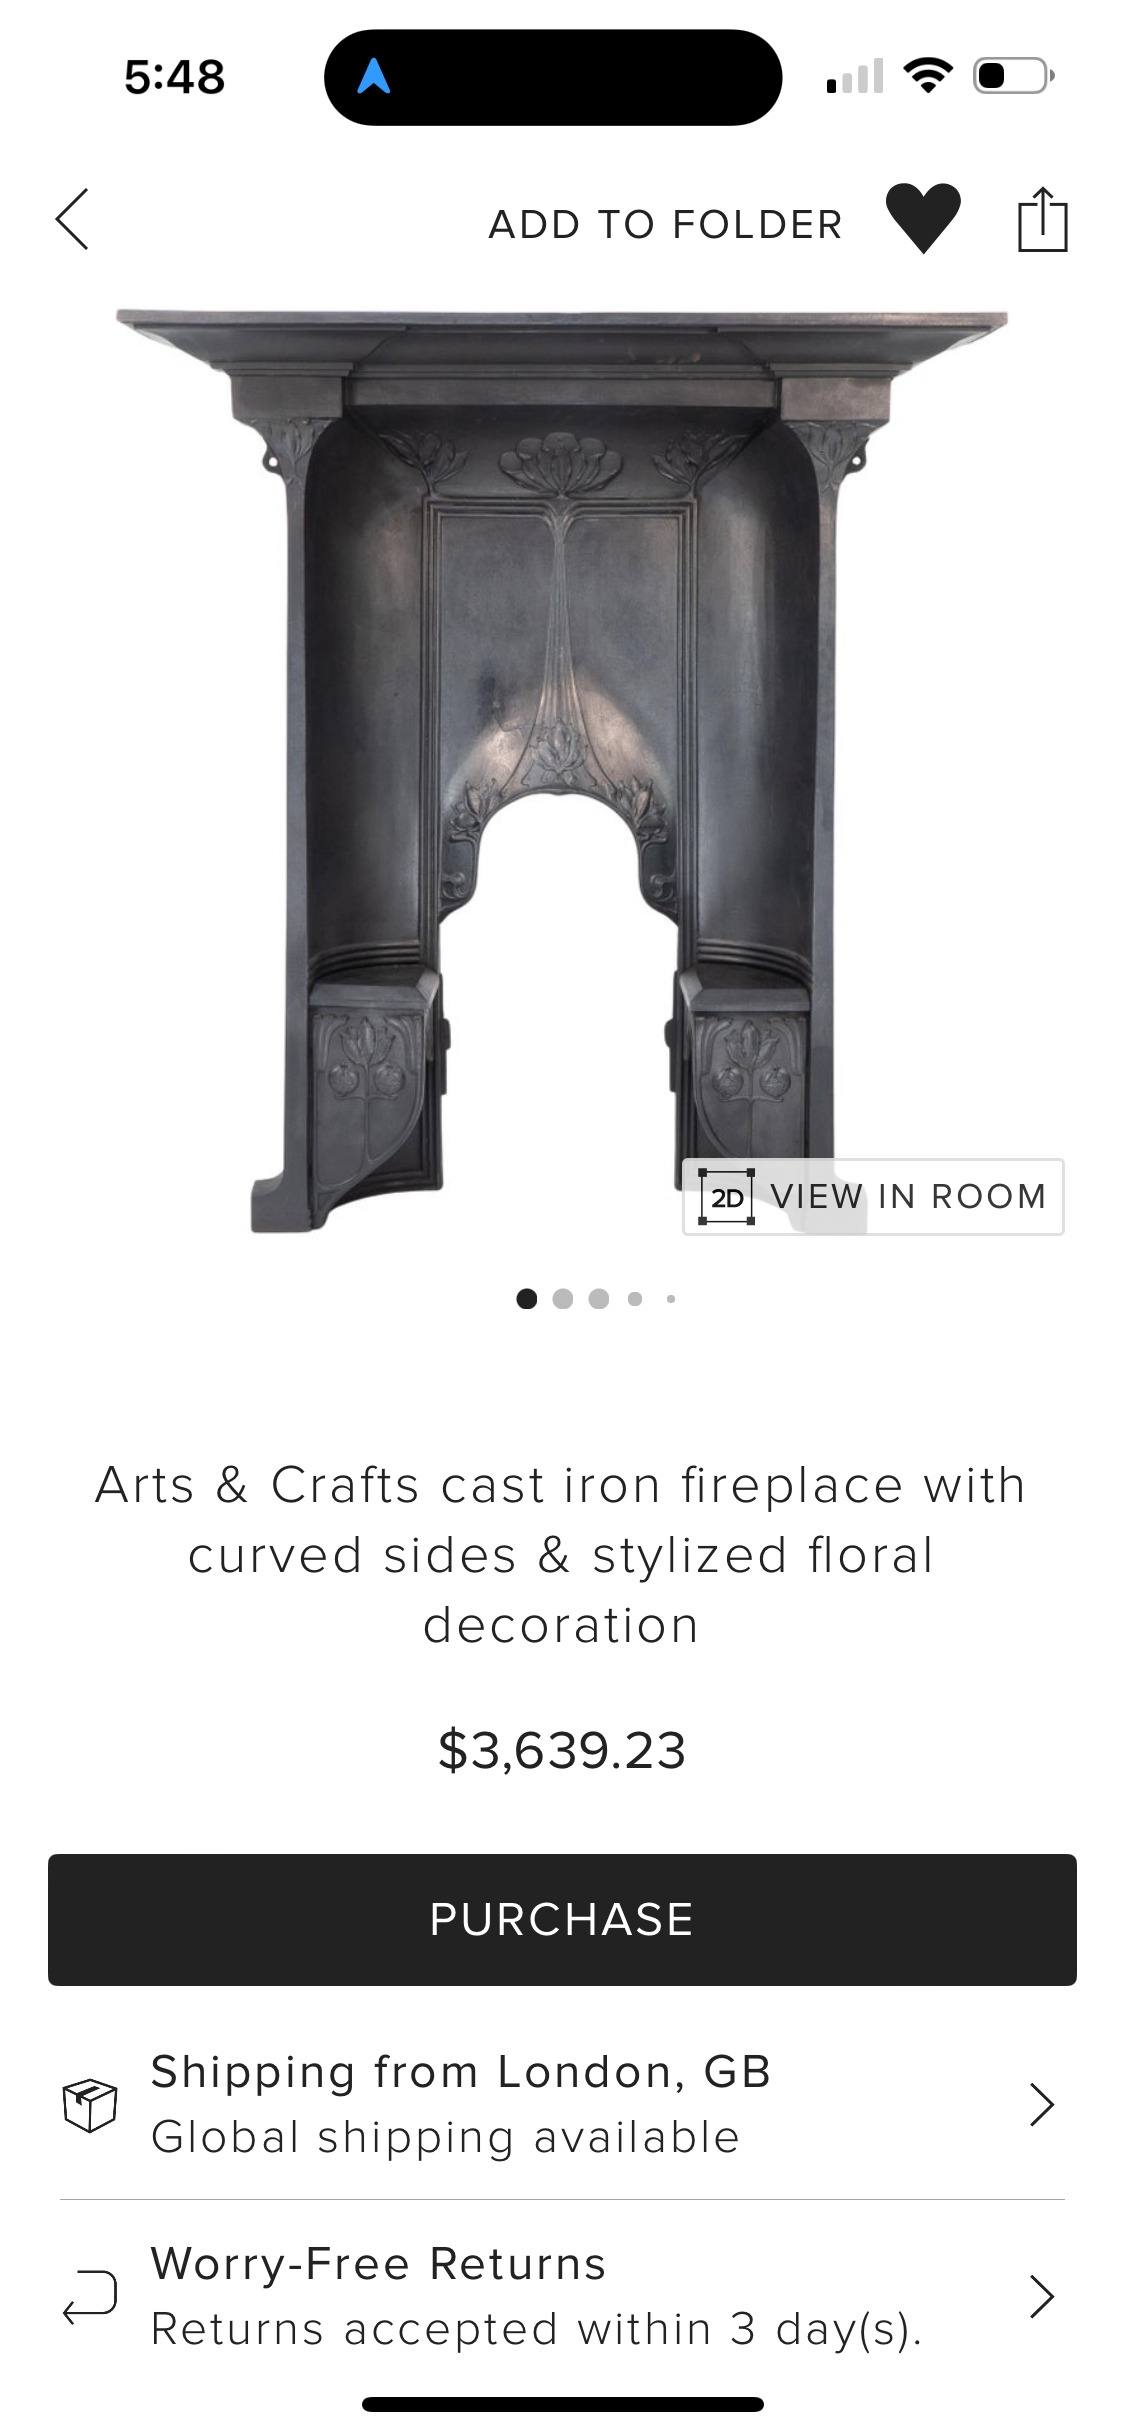 5:48
ADD TO FOLDER
2D VIEW IN ROOM
Arts & Crafts cast iron fireplace with
curved sides & stylized floral
decoration
$3,639.23
PURCHASE
Shipping from London, GB
Global shipping available
Worry-Free Returns
Returns accepted within 3 day(s).